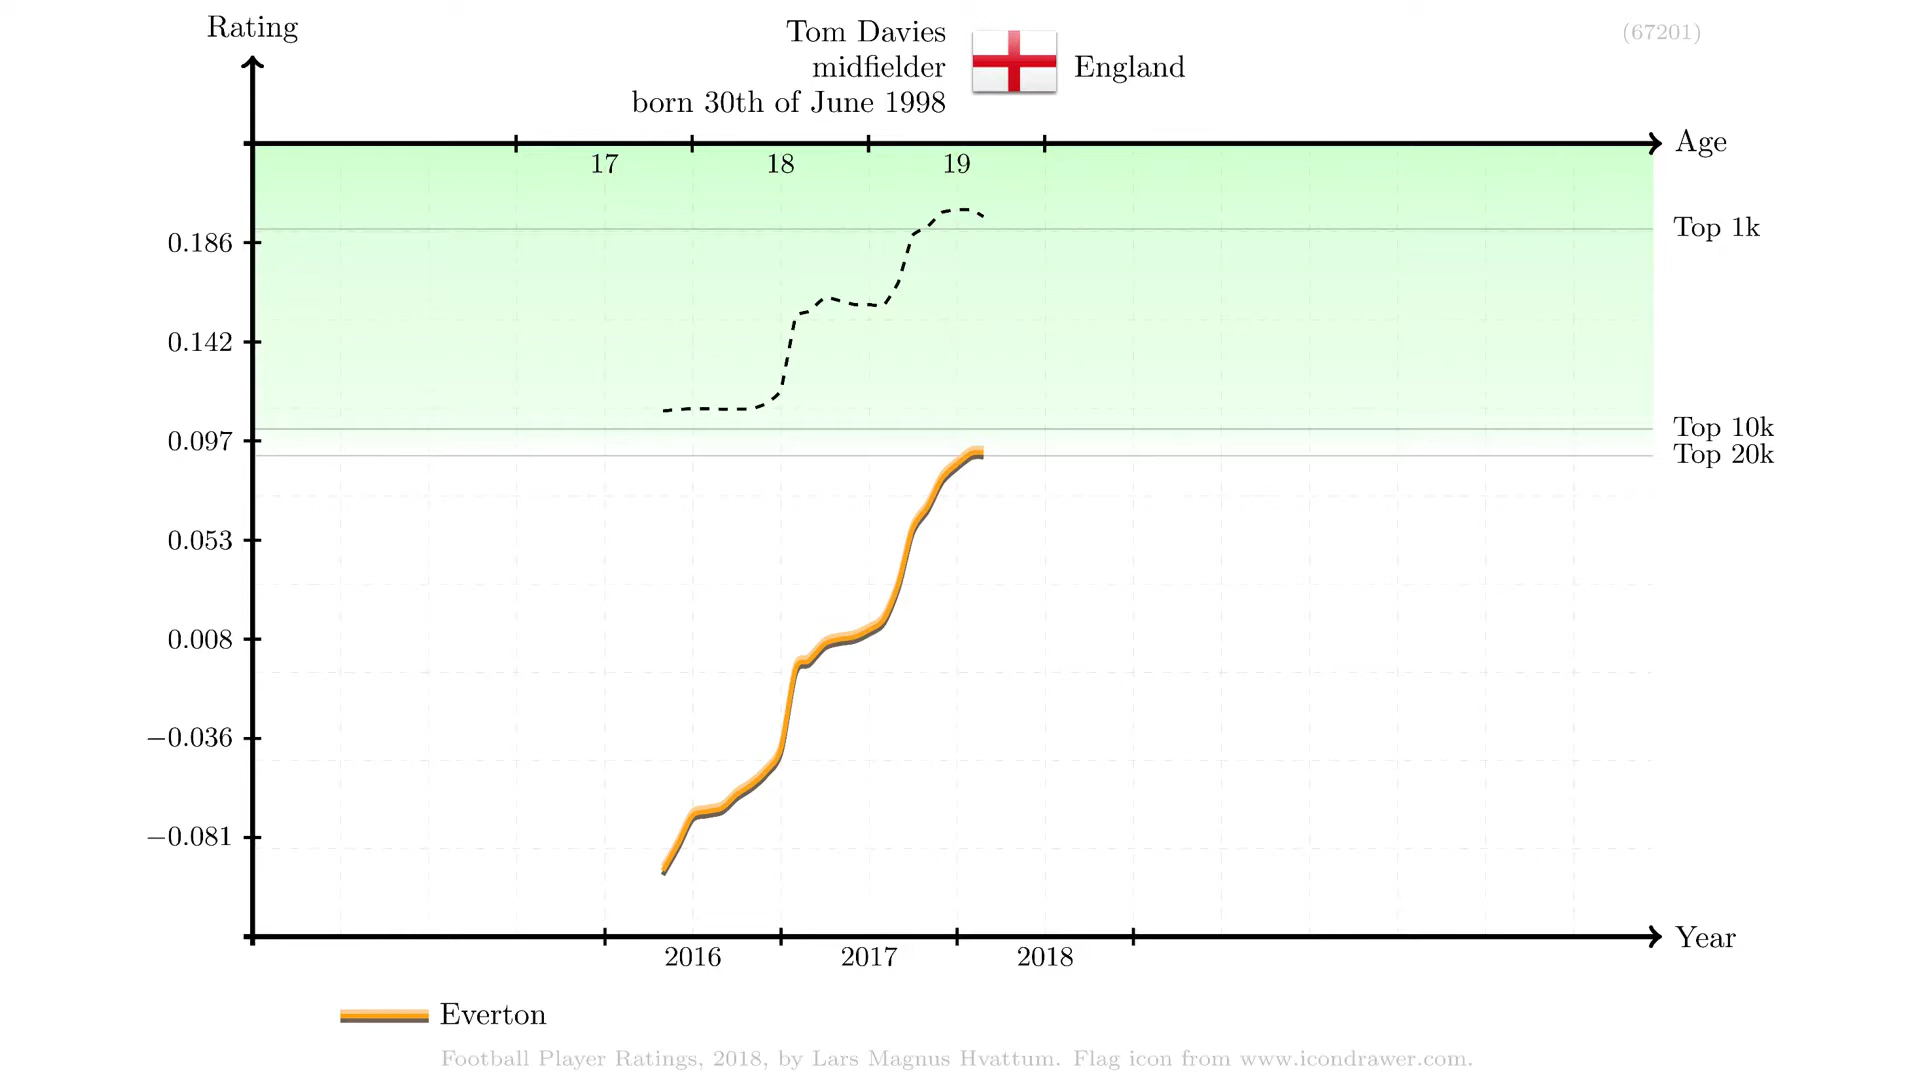 Rating
Tom Davies
midfielder
born 30th of June 1998
England
(67201)
Age
17 18 19
Top 1k
0.186
0.142
Top 10k
0.097
Top 20k
0.053
0.008
−0.036
−0.081
Year
2016 2017 2018
Everton
Football Player Ratings, 2018, by Lars Magnus Hvattum. Flag icon from www.icondrawer.com.